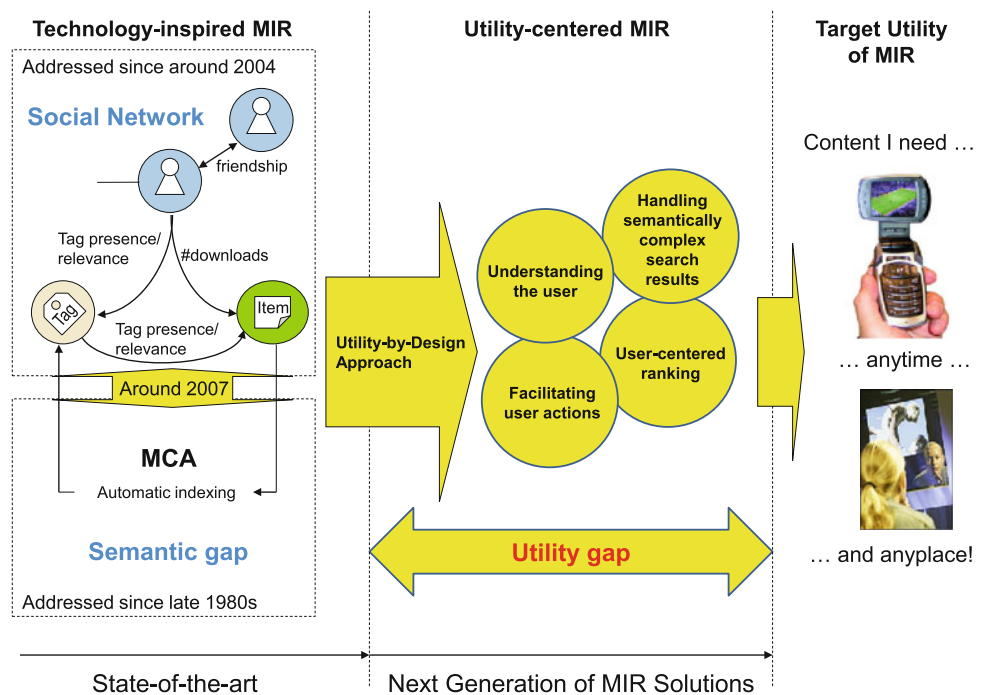 Technology-inspired MIR
Addressed since around 2004
Social Network
friendship
Tag presence/
relevance
#downloads
Tag
Item
Tag presence/
relevance
Around 2007
MCA
Automatic indexing
Semantic gap
Addressed since late 1980s
State-of-the-art
Utility-centered MIR
Utility-by-Design
Approach
Understanding
the user
Handling
semantically
complex
search
results
Facilitating
user actions
User-centered
ranking
Utility gap
Next Generation of MIR Solutions
Target Utility
of MIR
Content I need …
… anytime …
… and anyplace!